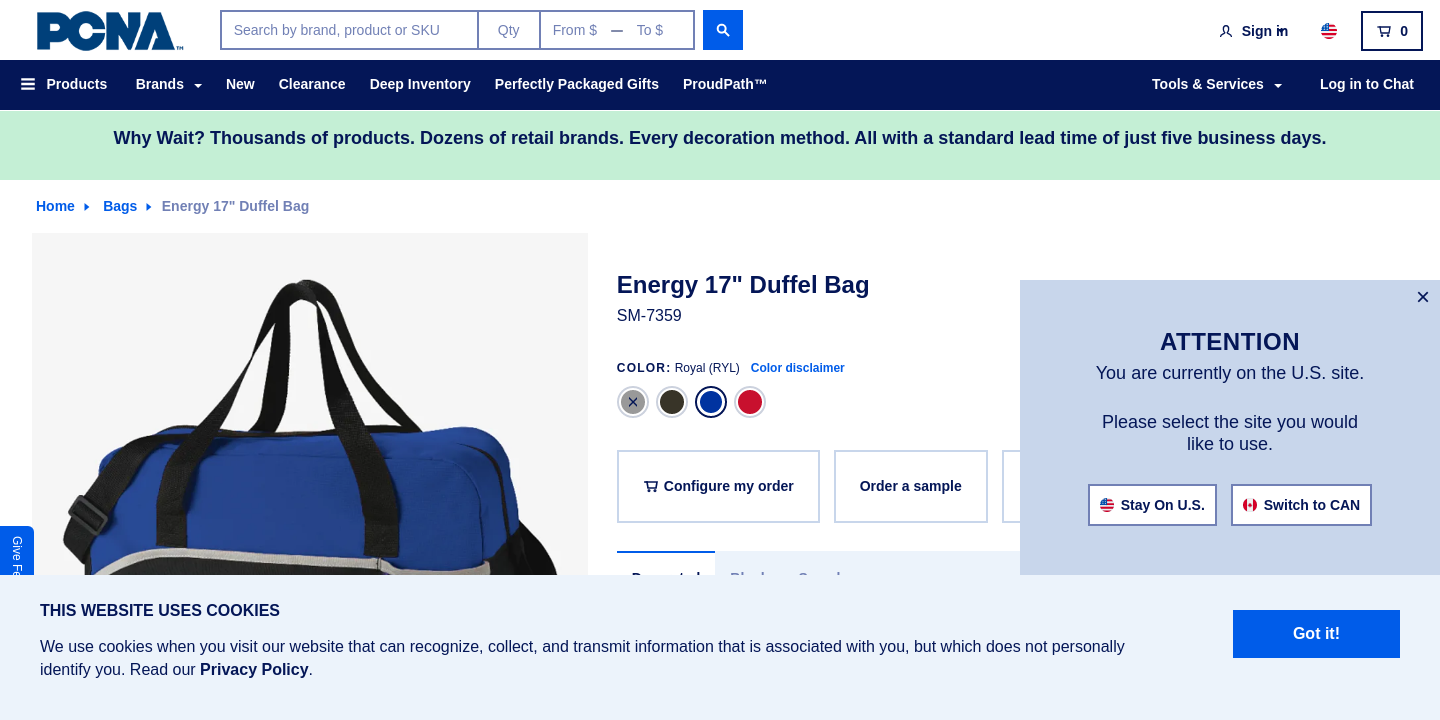 PCNA™
Search by brand, product or SKU
Qty
From $ — To $
Sign in
0
Products
Brands
New
Clearance
Deep Inventory
Perfectly Packaged Gifts
ProudPath™
Tools & Services
Log in to Chat
Why Wait? Thousands of products. Dozens of retail brands. Every decoration method. All with a standard lead time of just five business days.
Home
Bags
Energy 17" Duffel Bag
Energy 17" Duffel Bag
SM-7359
COLOR: Royal (RYL) Color disclaimer
Configure my order
Order a sample
×
ATTENTION
You are currently on the U.S. site.
Please select the site you would
like to use.
Stay On U.S.
Switch to CAN
Give
THIS WEBSITE USES COOKIES
We use cookies when you visit our website that can recognize, collect, and transmit information that is associated with you, but which does not personally
identify you. Read our Privacy Policy.
Got it!